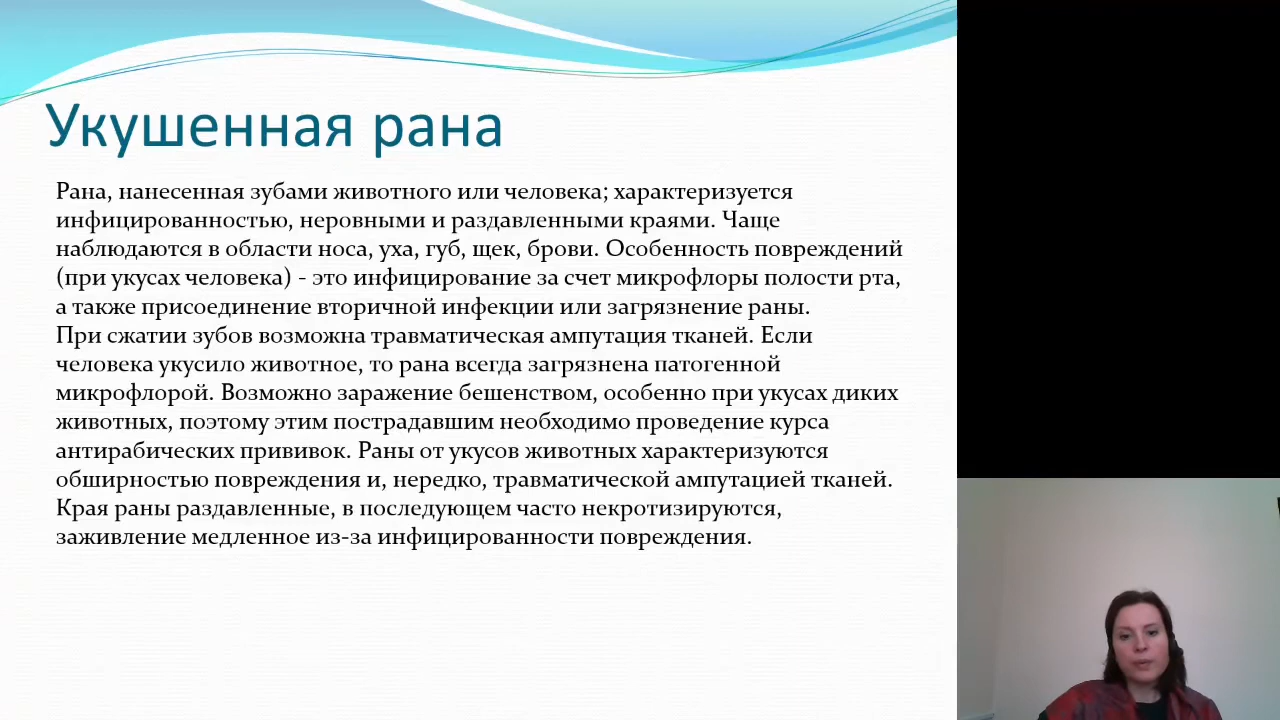 Укушенная рана
Рана, нанесенная зубами животного или человека; характеризуется
инфицированностью, неровными и раздавленными краями. Чаще
наблюдаются в области носа, уха, губ, щек, брови. Особенность повреждений
(при укусах человека) - это инфицирование за счет микрофлоры полости рта,
а также присоединение вторичной инфекции или загрязнение раны.
При сжатии зубов возможна травматическая ампутация тканей. Если
человека укусило животное, то рана всегда загрязнена патогенной
микрофлорой. Возможно заражение бешенством, особенно при укусах диких
животных, поэтому этим пострадавшим необходимо проведение курса
антирабических прививок. Раны от укусов животных характеризуются
обширностью повреждения и, нередко, травматической ампутацией тканей.
Края раны раздавленные, в последующем часто некротизируются,
заживление медленное из-за инфицированности повреждения.